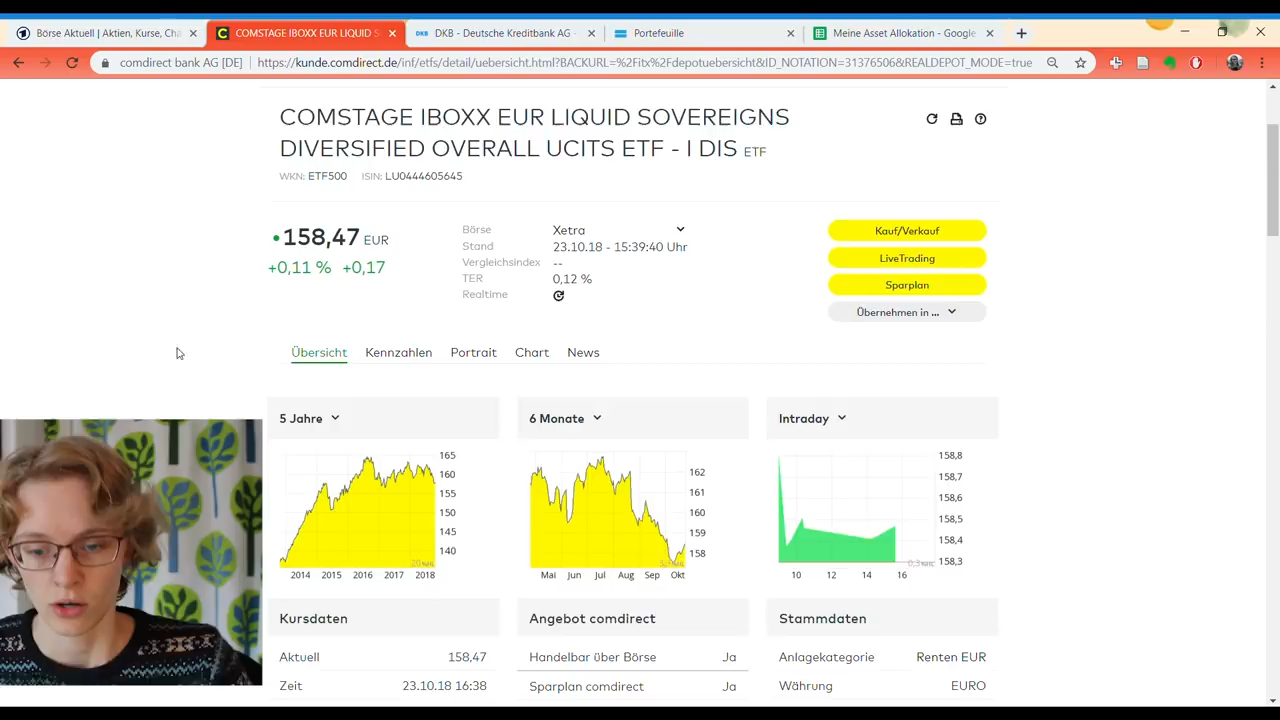 Börse Aktuell | Aktien, Kurse, Cha
COMSTAGE IBOXX EUR LIQUID S
DKB - Deutsche Kreditbank AG -
Portefeuille
Meine Asset Allokation - Google
comdirect bank AG [DE]
https://kunde.comdirect.de/inf/etfs/detail/uebersicht.html?BACKURL=%2Fitx%2Fdepotuebersicht&ID_NOTATION=31376506&REALDEPOT_MODE=true
COMSTAGE IBOXX EUR LIQUID SOVEREIGNS
DIVERSIFIED OVERALL UCITS ETF - I DIS ETF
WKN: ETF500 ISIN: LU0444605645
158,47 EUR
+0,11 % +0,17
Börse Xetra
Stand 23.10.18 - 15:39:40 Uhr
Vergleichsindex --
TER 0,12 %
Realtime
Kauf/Verkauf
LiveTrading
Sparplan
Übernehmen in ...
Übersicht Kennzahlen Portrait Chart News
5 Jahre
165
160
155
150
145
140
2014 2015 2016 2017 2018
6 Monate
162
161
160
159
158
Mai Jun Jul Aug Sep Okt
Intraday
158,8
158,7
158,6
158,5
158,4
158,3
10 12 14 16
Kursdaten
Aktuell 158,47
Zeit 23.10.18 16:38
Angebot comdirect
Handelbar über Börse Ja
Sparplan comdirect Ja
Stammdaten
Anlagekategorie Renten EUR
Währung EURO